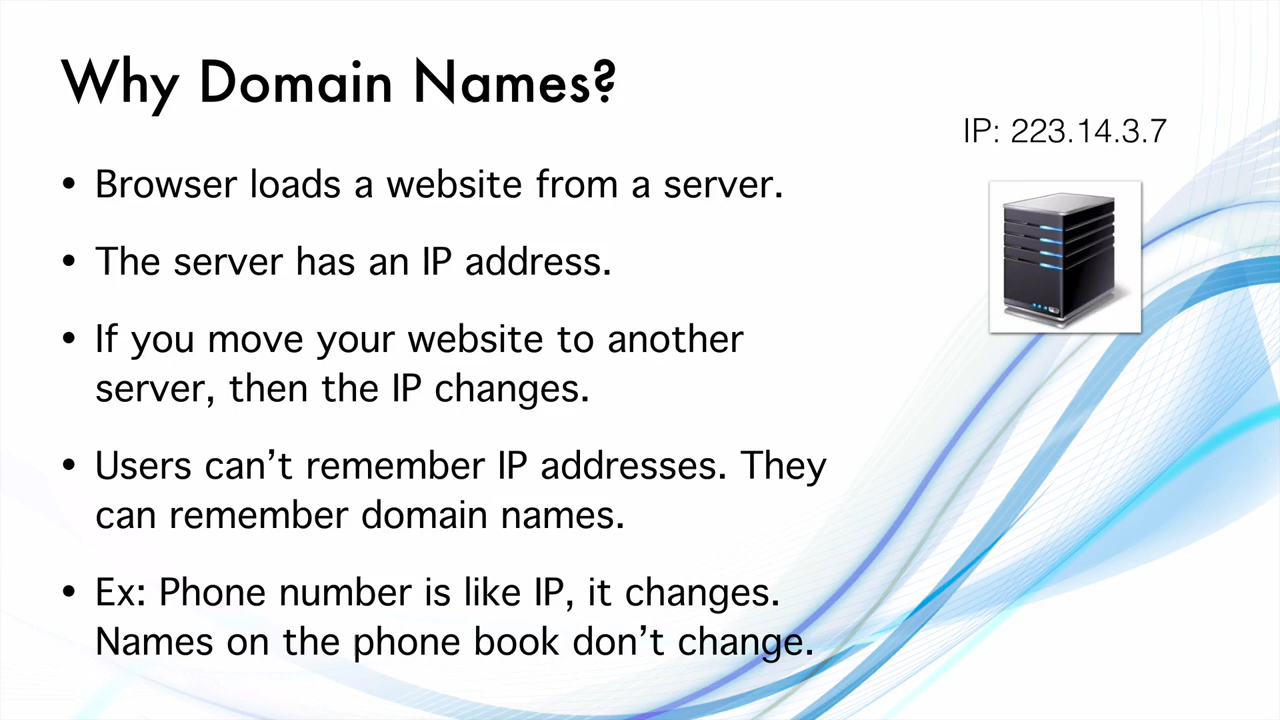 Why Domain Names?
IP: 223.14.3.7
• Browser loads a website from a server.
• The server has an IP address.
• If you move your website to another
server, then the IP changes.
• Users can’t remember IP addresses. They
can remember domain names.
• Ex: Phone number is like IP, it changes.
Names on the phone book don’t change.